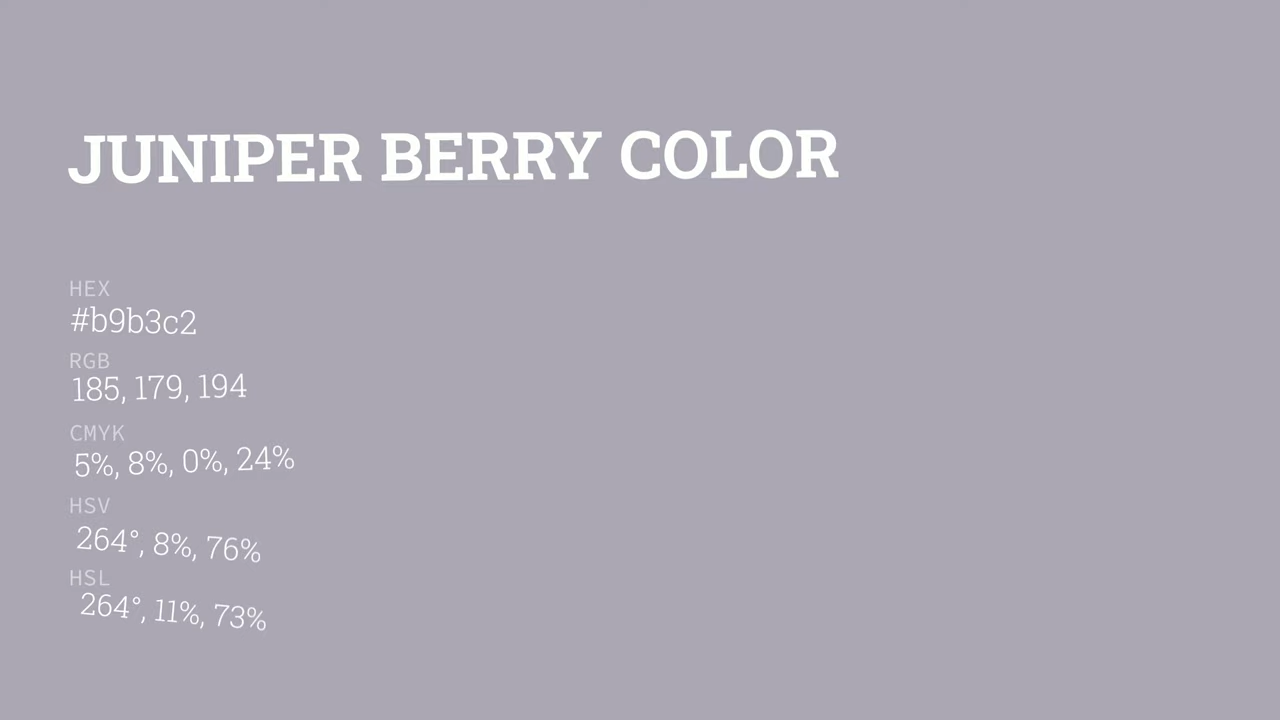 JUNIPER BERRY COLOR
HEX
#b9b3c2
RGB
185, 179, 194
CMYK
5%, 8%, 0%, 24%
HSV
264°, 8%, 76%
HSL
264°, 11%, 73%